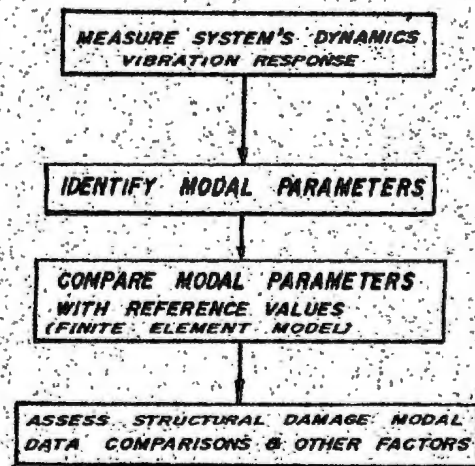 MEASURE SYSTEM'S DYNAMICS
VIBRATION RESPONSE
IDENTIFY MODAL PARAMETERS
COMPARE MODAL PARAMETERS
WITH REFERENCE VALUES
(FINITE ELEMENT MODEL)
ASSESS STRUCTURAL DAMAGE MODAL
DATA COMPARISONS & OTHER FACTORS